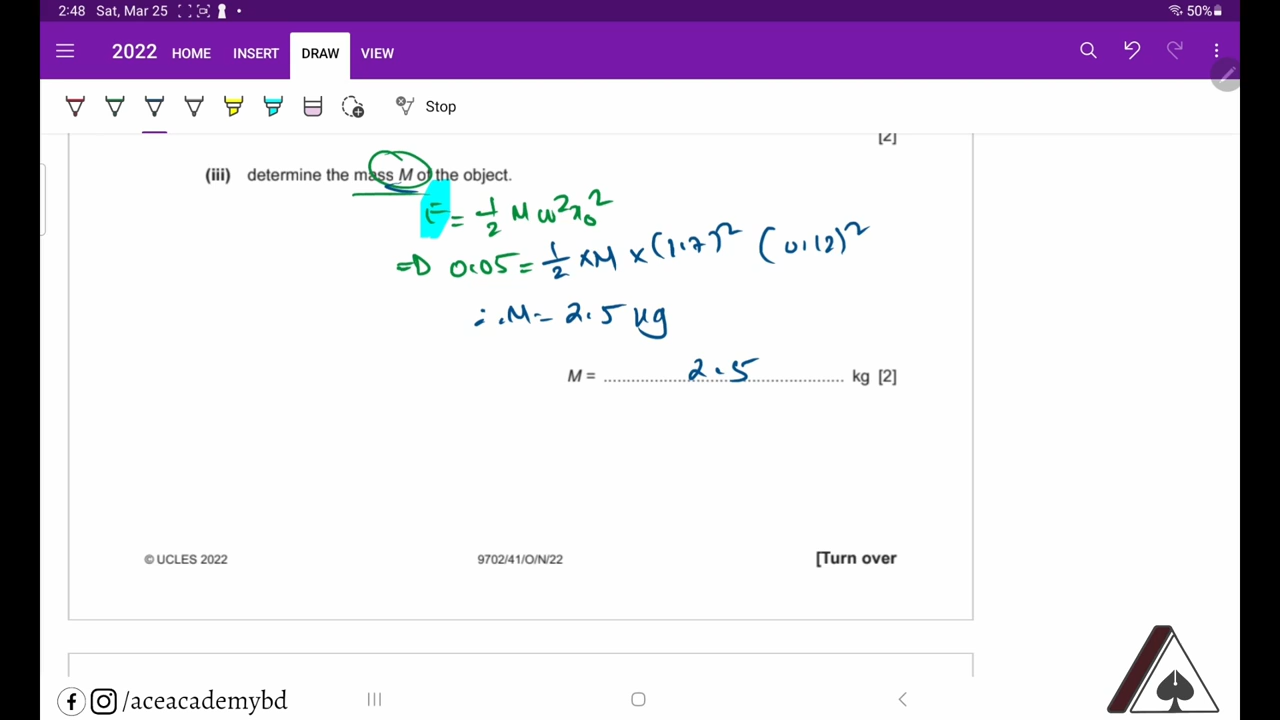 2:48 Sat, Mar 25 50%
2022 HOME INSERT DRAW VIEW
Stop
[2]
(iii) determine the mass M of the object.
E = 1/2 M ω²x₀²
⇒ 0.05 = 1/2 × M × (1.7)² (0.12)²
∴ M = 2.5 kg
M = 2.5 kg [2]
© UCLES 2022 9702/41/O/N/22 [Turn over
/aceacademybd